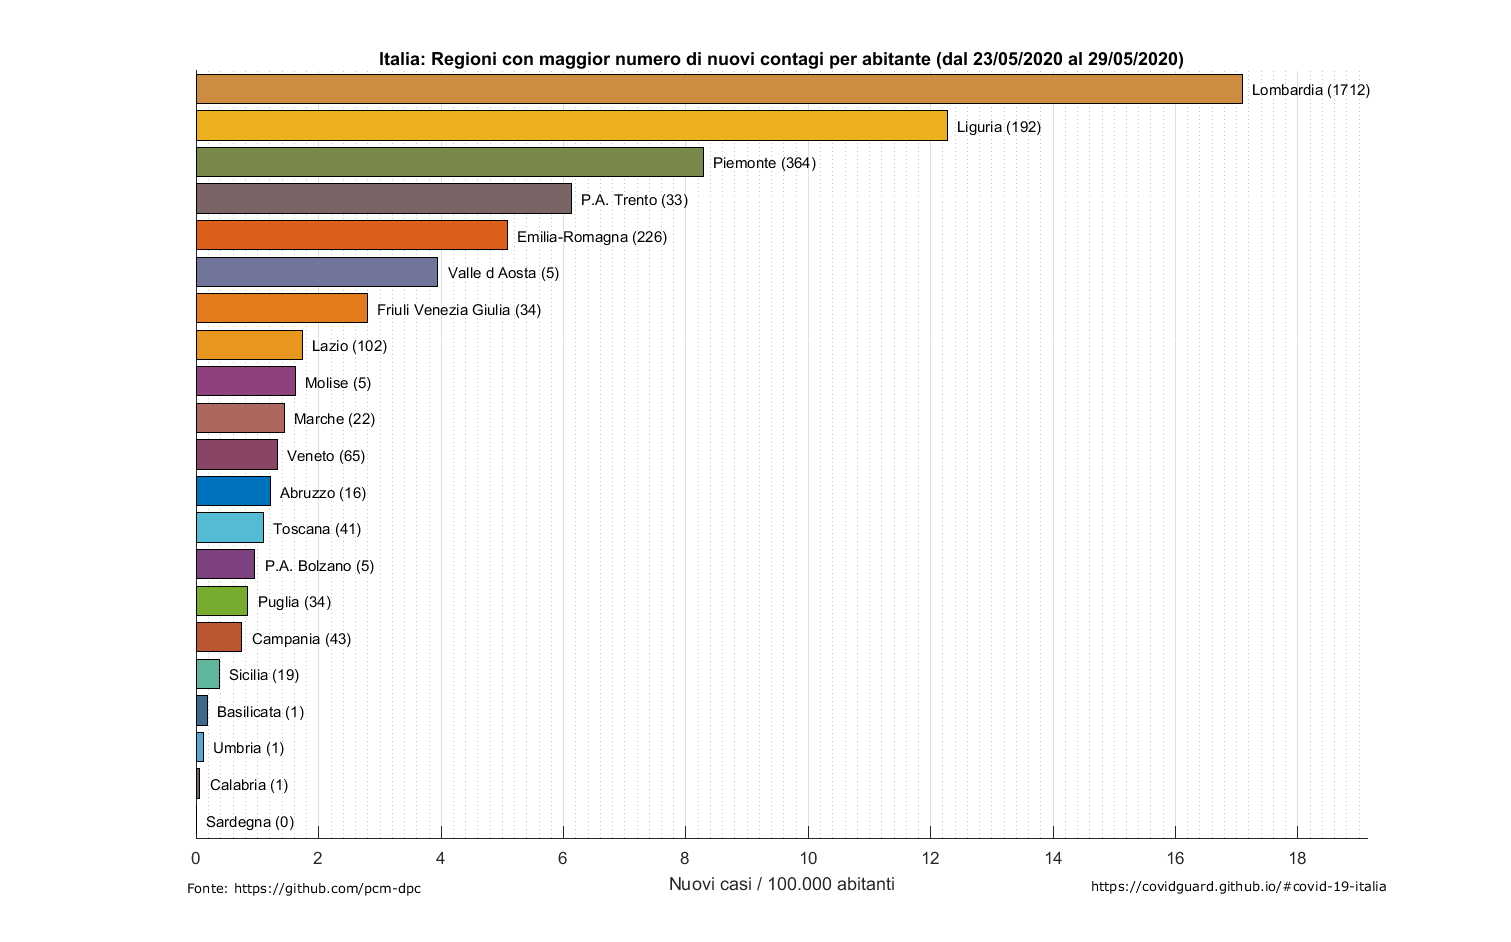 Italia: Regioni con maggior numero di nuovi contagi per abitante (dal 23/05/2020 al 29/05/2020)
Lombardia (1712)
Liguria (192)
Piemonte (364)
P.A. Trento (33)
Emilia-Romagna (226)
Valle d Aosta (5)
Friuli Venezia Giulia (34)
Lazio (102)
Molise (5)
Marche (22)
Veneto (65)
Abruzzo (16)
Toscana (41)
P.A. Bolzano (5)
Puglia (34)
Campania (43)
Sicilia (19)
Basilicata (1)
Umbria (1)
Calabria (1)
Sardegna (0)
0 2 4 6 8 10 12 14 16 18
Nuovi casi / 100.000 abitanti
Fonte: https://github.com/pcm-dpc
https://covidguard.github.io/#covid-19-italia